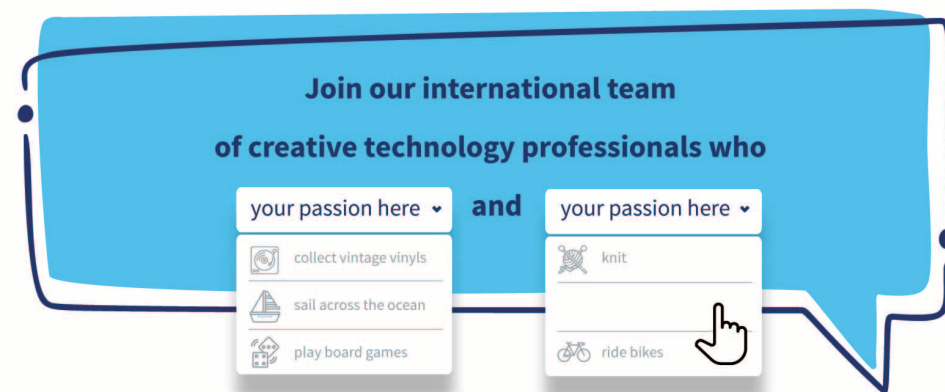 Join our international team
of creative technology professionals who
your passion here and your passion here
collect vintage vinyls
sail across the ocean
play board games
knit
ride bikes